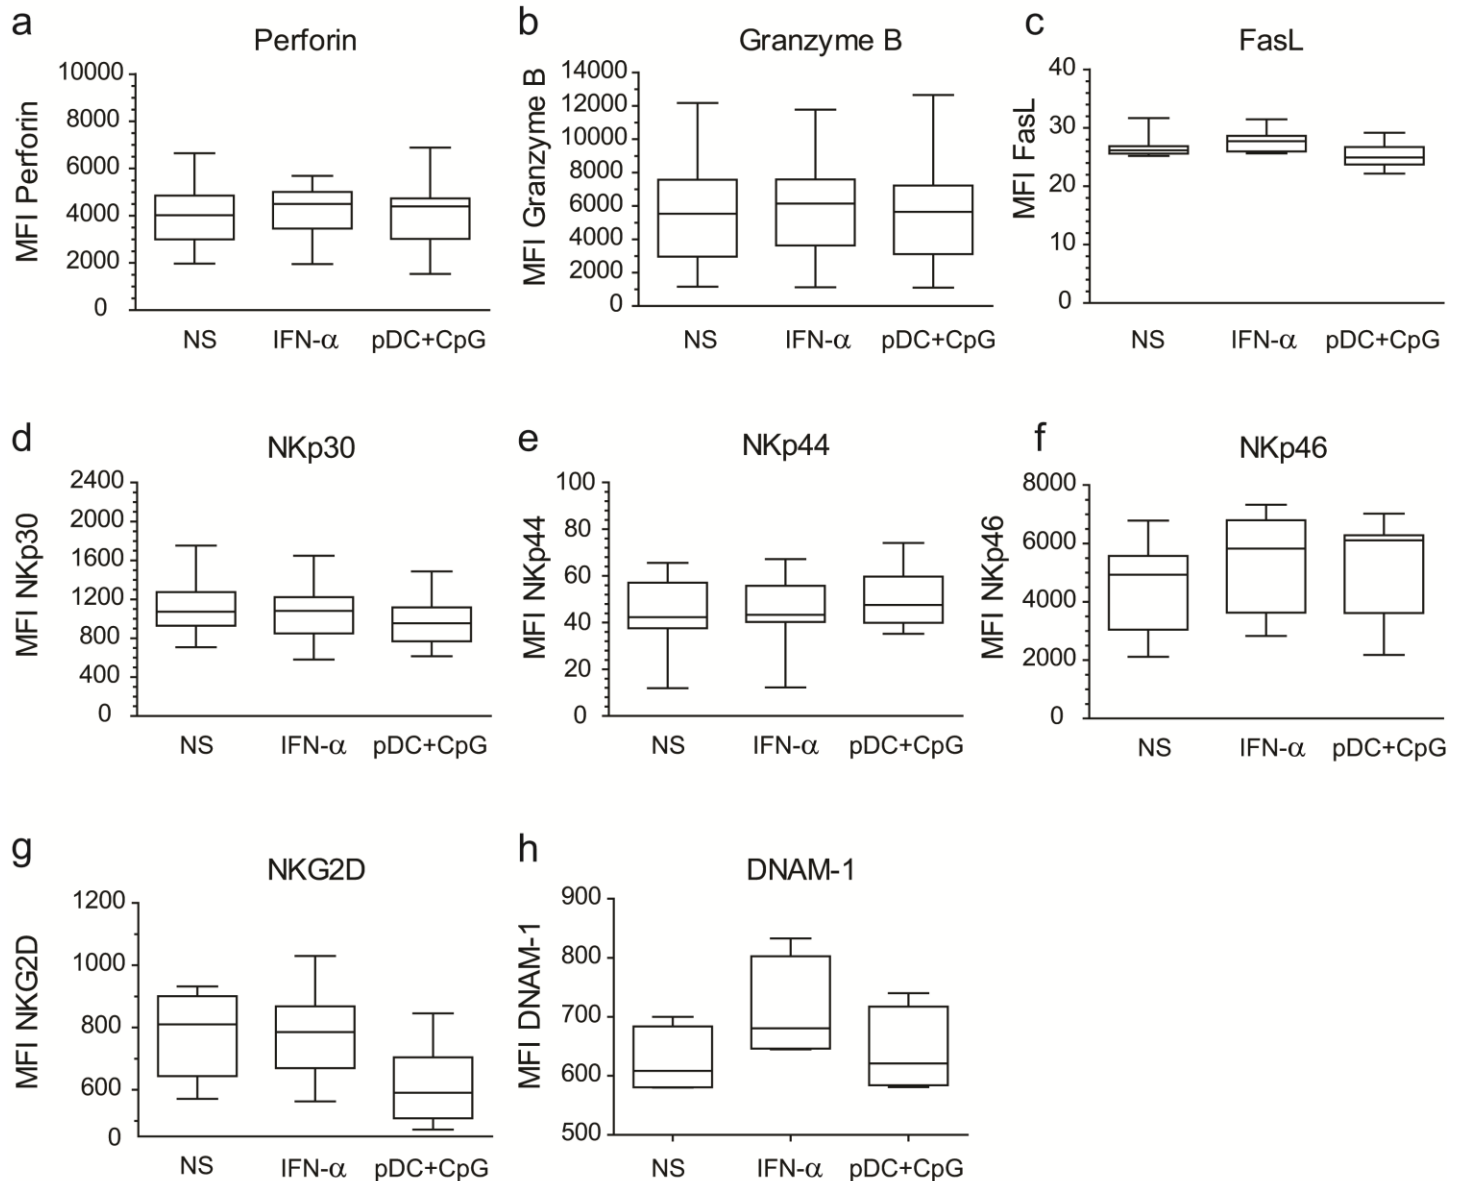 a
Perforin
MFI Perforin
10000
8000
6000
4000
2000
0
NS IFN-α pDC+CpG
b
Granzyme B
MFI Granzyme B
14000
12000
10000
8000
6000
4000
2000
0
NS IFN-α pDC+CpG
c
FasL
MFI FasL
40
30
20
10
0
NS IFN-α pDC+CpG
d
NKp30
MFI NKp30
2400
2000
1600
1200
800
400
0
NS IFN-α pDC+CpG
e
NKp44
MFI NKp44
100
80
60
40
20
0
NS IFN-α pDC+CpG
f
NKp46
MFI NKp46
8000
6000
4000
2000
0
NS IFN-α pDC+CpG
g
NKG2D
MFI NKG2D
1200
1000
800
600
0
NS IFN-α pDC+CpG
h
DNAM-1
MFI DNAM-1
900
800
700
600
500
NS IFN-α pDC+CpG